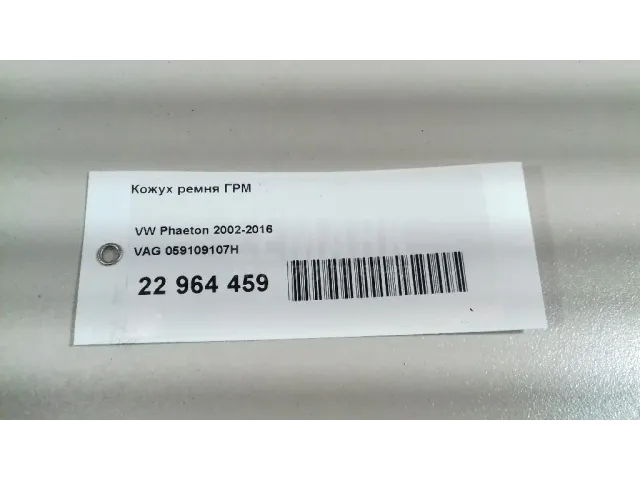 Кожух ремня ГРМ
VW Phaeton 2002-2016
VAG 059109107H
22 964 459